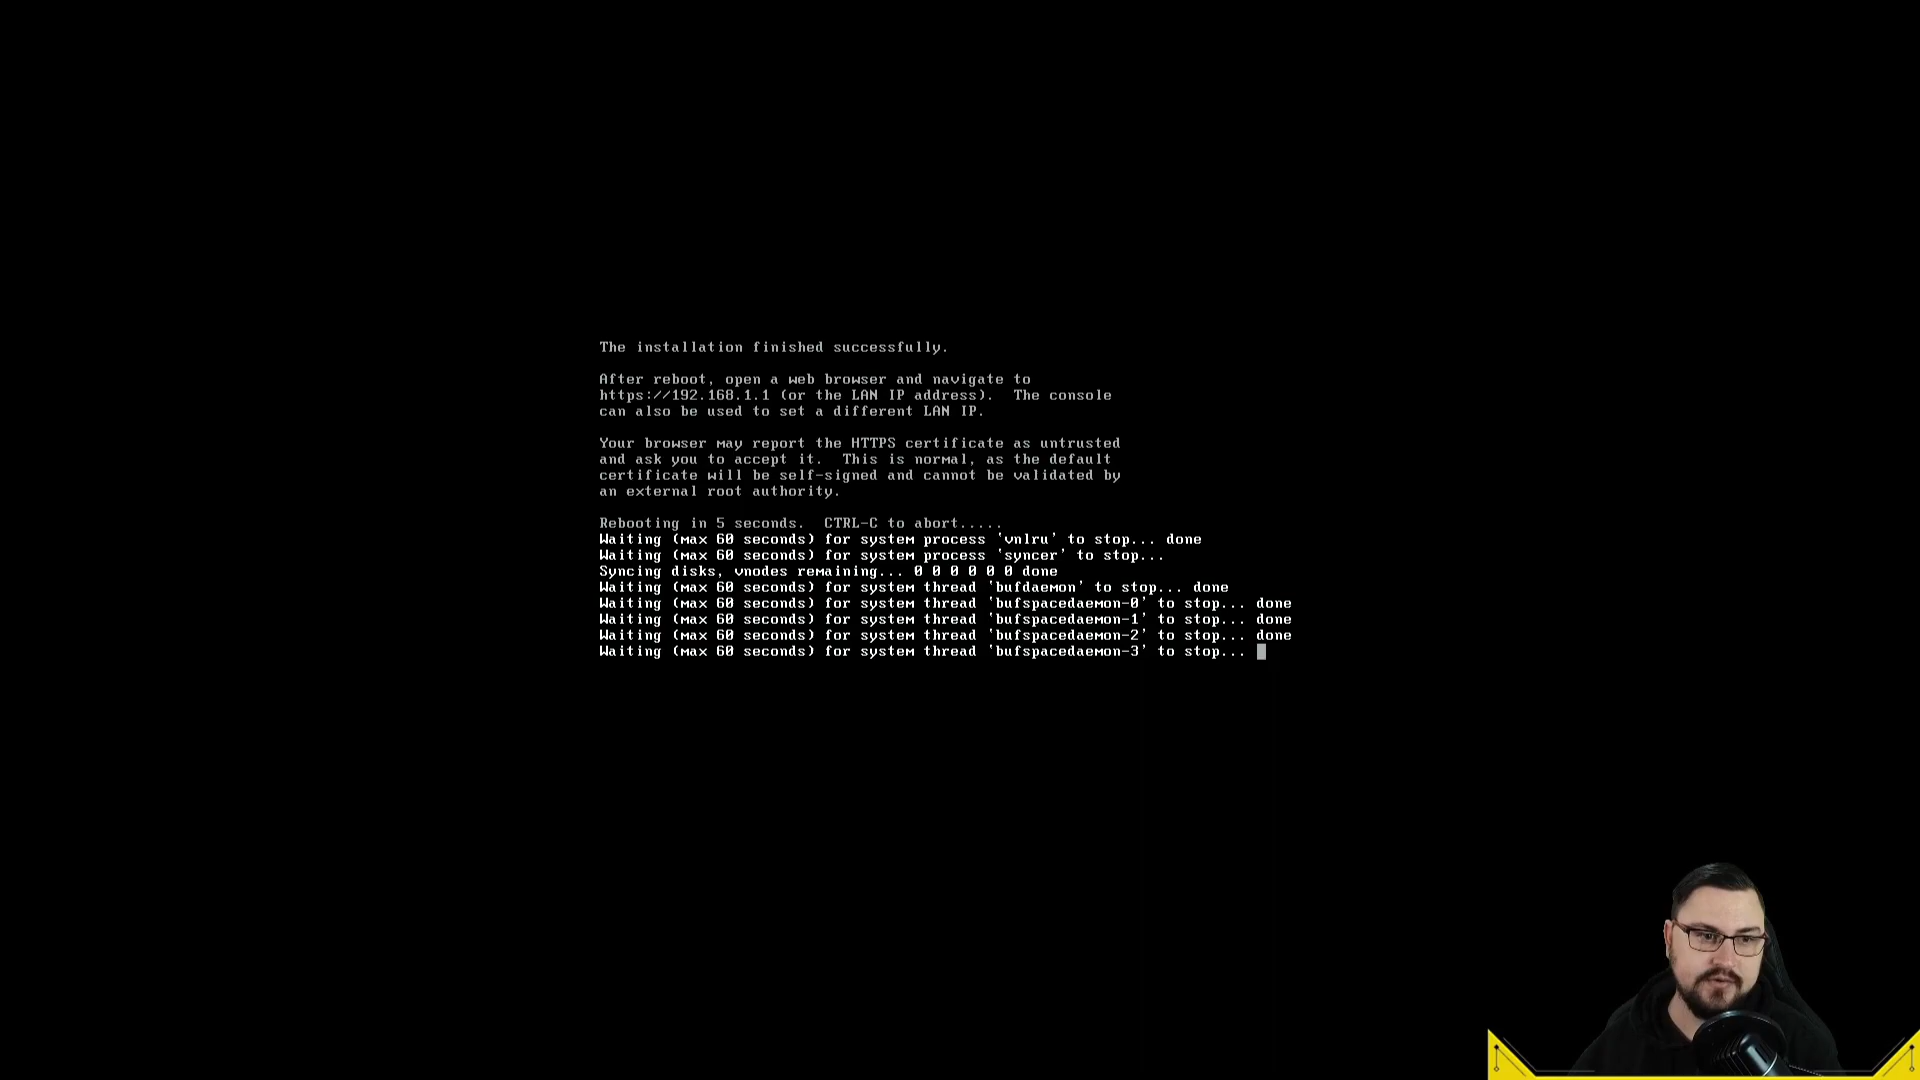 The installation finished successfully.
After reboot, open a web browser and navigate to
https://192.168.1.1 (or the LAN IP address).  The console
can also be used to set a different LAN IP.
Your browser may report the HTTPS certificate as untrusted
and ask you to accept it.  This is normal, as the default
certificate will be self-signed and cannot be validated by
an external root authority.
Rebooting in 5 seconds.  CTRL-C to abort.....
Waiting (max 60 seconds) for system process `vnlru' to stop... done
Waiting (max 60 seconds) for system process `syncer' to stop...
Syncing disks, vnodes remaining... 0 0 0 0 0 0 done
Waiting (max 60 seconds) for system thread `bufdaemon' to stop... done
Waiting (max 60 seconds) for system thread `bufspacedaemon-0' to stop... done
Waiting (max 60 seconds) for system thread `bufspacedaemon-1' to stop... done
Waiting (max 60 seconds) for system thread `bufspacedaemon-2' to stop... done
Waiting (max 60 seconds) for system thread `bufspacedaemon-3' to stop...